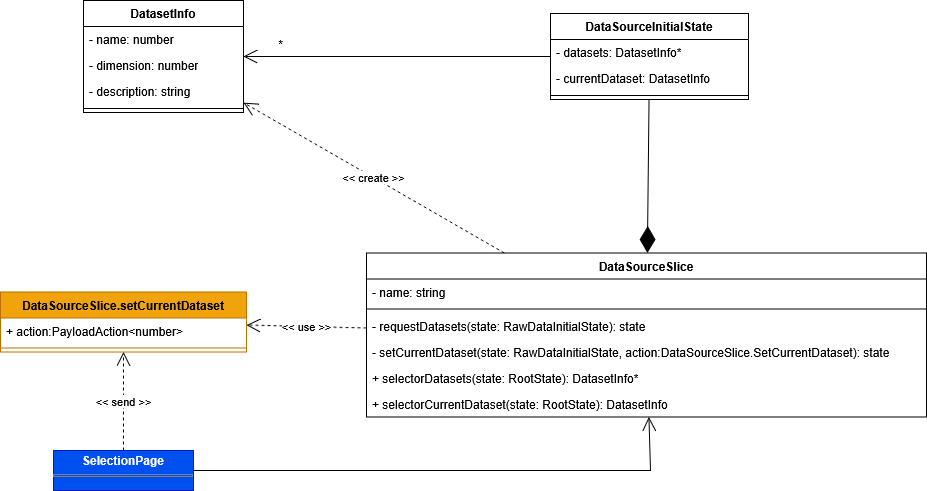 DatasetInfo
- name: number
- dimension: number
- description: string
*
DataSourceInitialState
- datasets: DatasetInfo*
- currentDataset: DatasetInfo
<< create >>
DataSourceSlice
- name: string
- requestDatasets(state: RawDataInitialState): state
- setCurrentDataset(state: RawDataInitialState, action:DataSourceSlice.SetCurrentDataset): state
+ selectorDatasets(state: RootState): DatasetInfo*
+ selectorCurrentDataset(state: RootState): DatasetInfo
DataSourceSlice.setCurrentDataset
+ action:PayloadAction<number>
<< use >>
<< send >>
SelectionPage